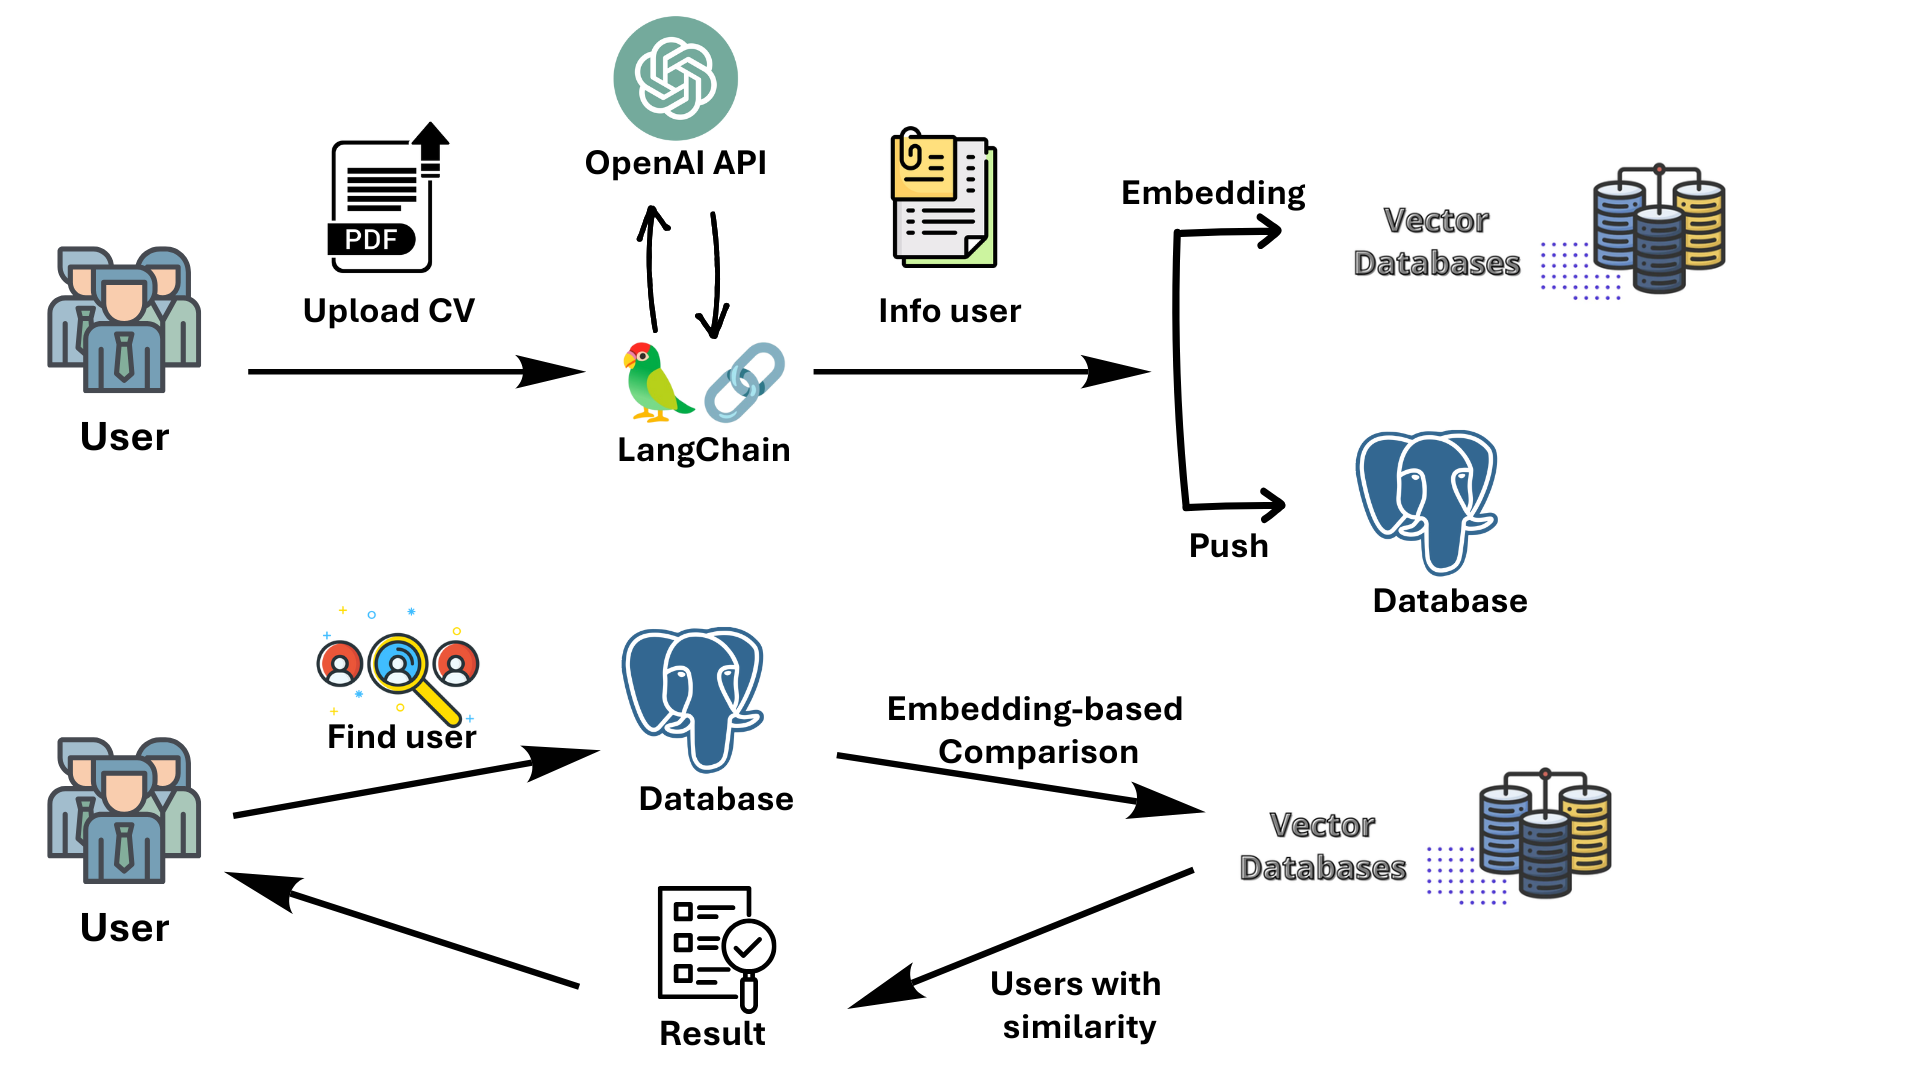 OpenAI API
PDF
Upload CV
User
LangChain
Info user
Embedding
Vector
Databases
Push
Database
Find user
User
Database
Embedding-based
Comparison
Vector
Databases
Users with
similarity
Result